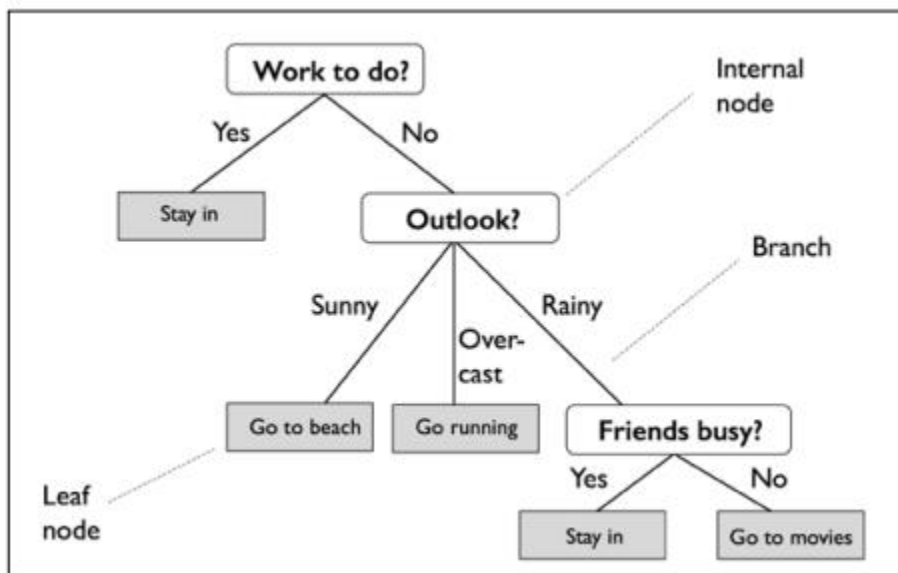 Work to do?
Internal
node
Yes
No
Stay in
Outlook?
Branch
Sunny
Rainy
Over-
cast
Go to beach
Go running
Friends busy?
Yes
No
Leaf
node
Stay in
Go to movies